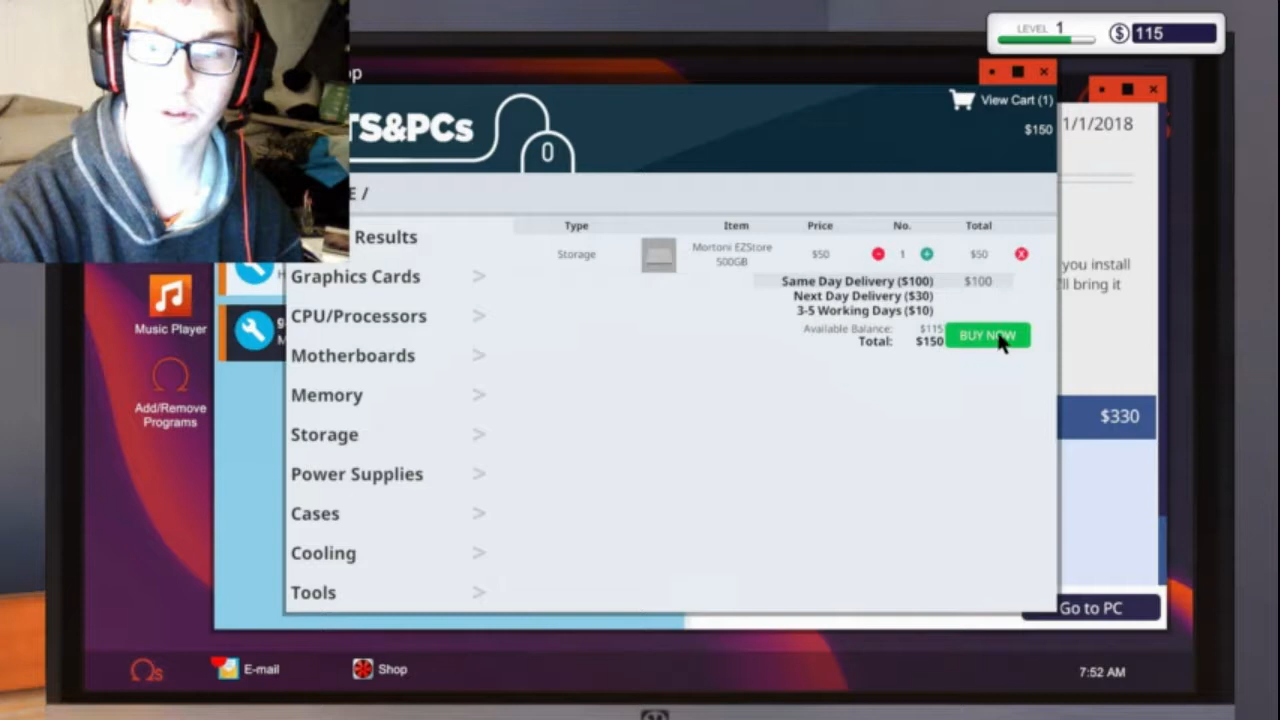 LEVEL 1
$ 115
op
View Cart (1)
$150
TS&PCs
1/1/2018
E /
Results
Graphics Cards >
CPU/Processors >
Motherboards >
Memory >
Storage >
Power Supplies >
Cases >
Cooling >
Tools >
Type Item Price No. Total
Storage Mortoni EZStore 500GB $50 1 $50
Same Day Delivery ($100) $100
Next Day Delivery ($30)
3-5 Working Days ($10)
Available Balance: $115
Total: $150
BUY NOW
you install
'll bring it
$330
Go to PC
Music Player
Add/Remove
Programs
E-mail
Shop
7:52 AM